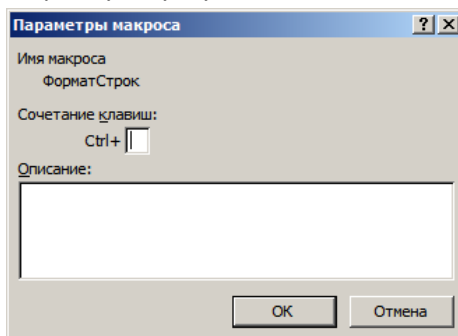 Параметры макроса
Имя макроса
ФорматСтрок
Сочетание клавиш:
Ctrl+
Описание:
ОК Отмена